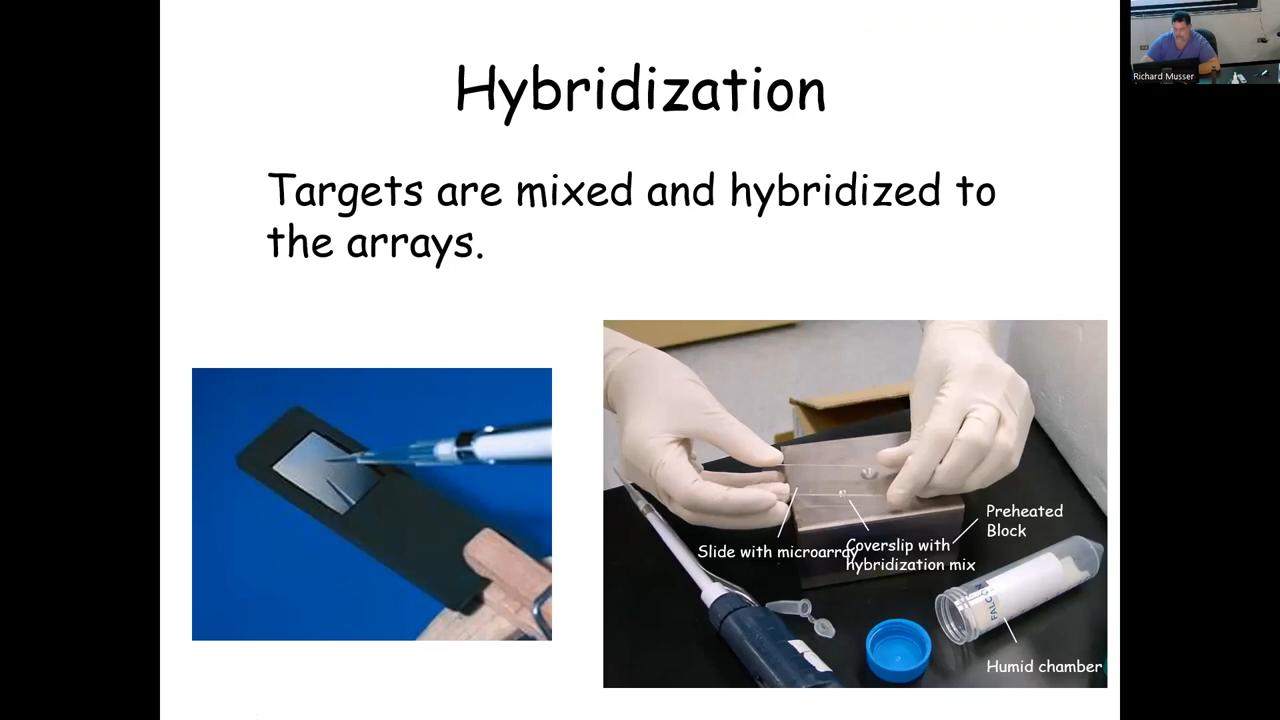 Hybridization
Richard Musser
Targets are mixed and hybridized to
the arrays.
Preheated
Block
Slide with microarray
Coverslip with
hybridization mix
FALCON
Humid chamber